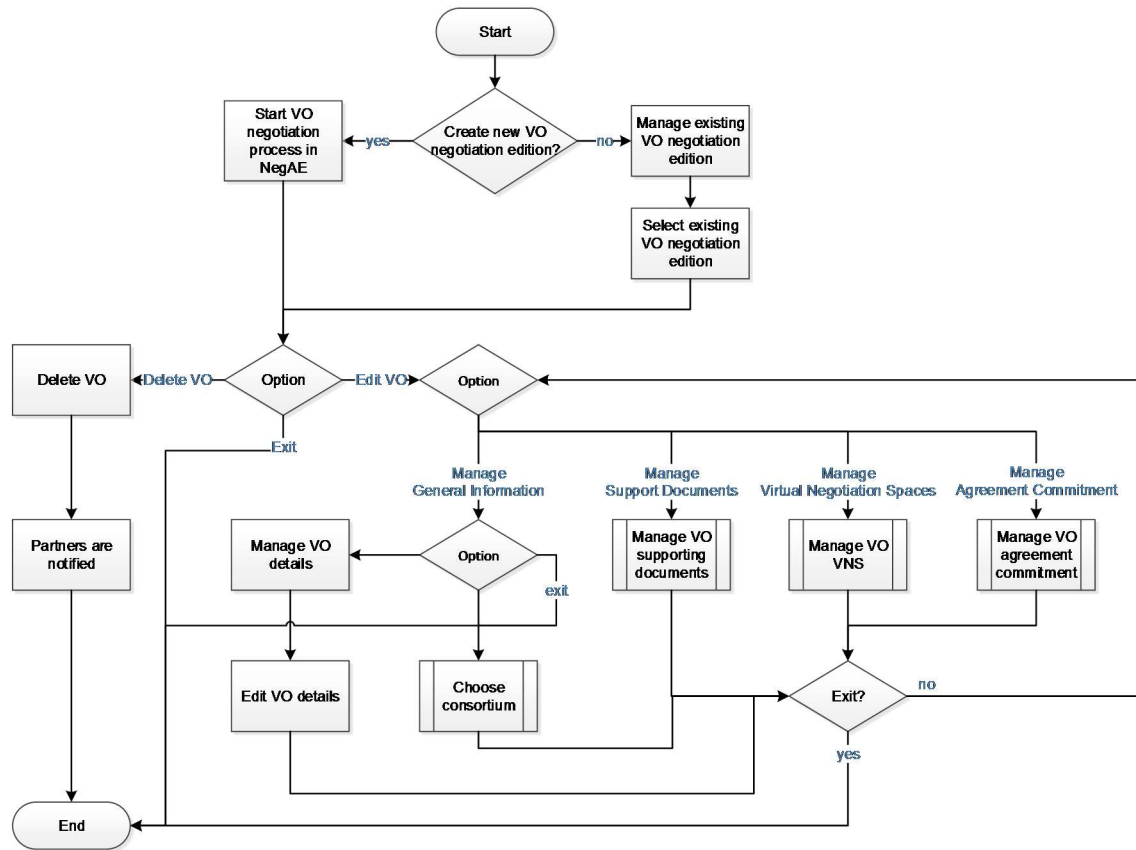 Start
Start VO
negotiation
process in
NegAE
yes
Create new VO
negotiation edition?
no
Manage existing
VO negotiation
edition
Select existing
VO negotiation
edition
Delete VO
Delete VO
Option
Edit VO
Option
Exit
Manage
General Information
Manage
Support Documents
Manage
Virtual Negotiation Spaces
Manage
Agreement Commitment
Partners are
notified
Manage VO
details
Option
exit
Manage VO
supporting
documents
Manage VO
VNS
Manage VO
agreement
commitment
Edit VO details
Choose
consortium
Exit?
no
yes
End